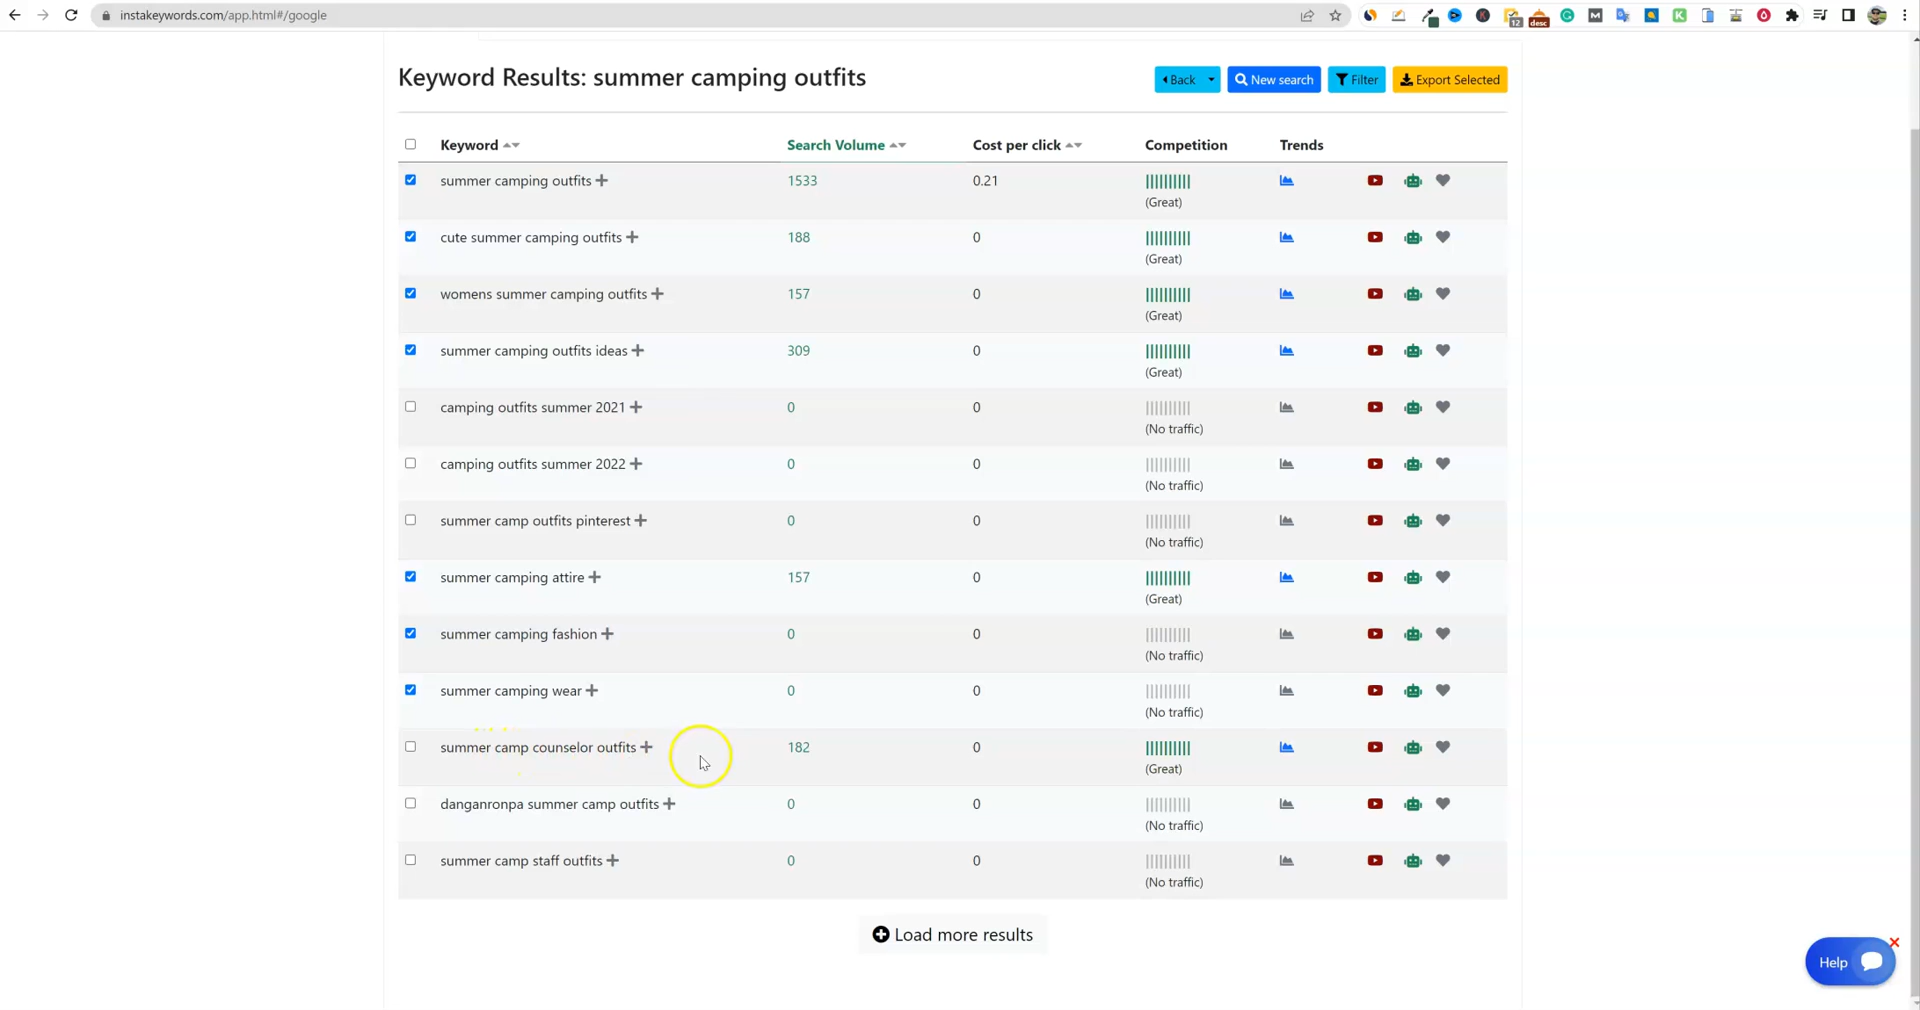 instakeywords.com/app.html#/google
12
desc
Keyword Results: summer camping outfits
Back
New search
Filter
Export Selected
Keyword
Search Volume
Cost per click
Competition
Trends
summer camping outfits
1533
0.21
(Great)
cute summer camping outfits
188
0
(Great)
womens summer camping outfits
157
0
(Great)
summer camping outfits ideas
309
0
(Great)
camping outfits summer 2021
0
0
(No traffic)
camping outfits summer 2022
0
0
(No traffic)
summer camp outfits pinterest
0
0
(No traffic)
summer camping attire
157
0
(Great)
summer camping fashion
0
0
(No traffic)
summer camping wear
0
0
(No traffic)
summer camp counselor outfits
182
0
(Great)
danganronpa summer camp outfits
0
0
(No traffic)
summer camp staff outfits
0
0
(No traffic)
Load more results
Help